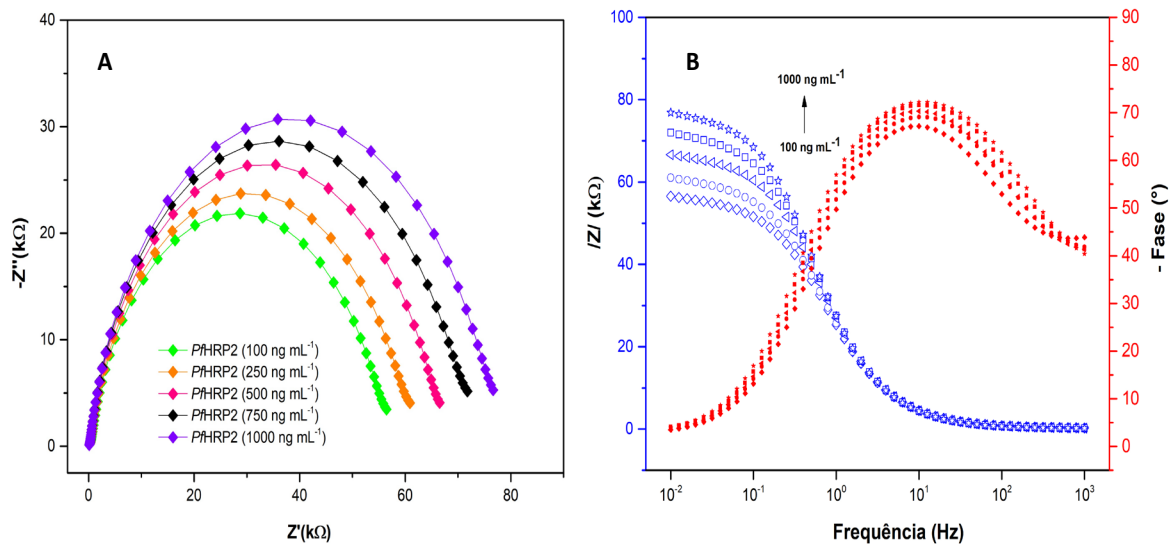 A
-Z''(kΩ)
40
30
20
10
0
PfHRP2 (100 ng mL⁻¹)
PfHRP2 (250 ng mL⁻¹)
PfHRP2 (500 ng mL⁻¹)
PfHRP2 (750 ng mL⁻¹)
PfHRP2 (1000 ng mL⁻¹)
0 20 40 60 80
Z'(kΩ)
B
/Z/ (kΩ)
100
80
60
40
20
0
1000 ng mL⁻¹
100 ng mL⁻¹
90
80
70
60
50
40
30
20
10
0
- Fase (°)
10⁻² 10⁻¹ 10⁰ 10¹ 10² 10³
Frequência (Hz)